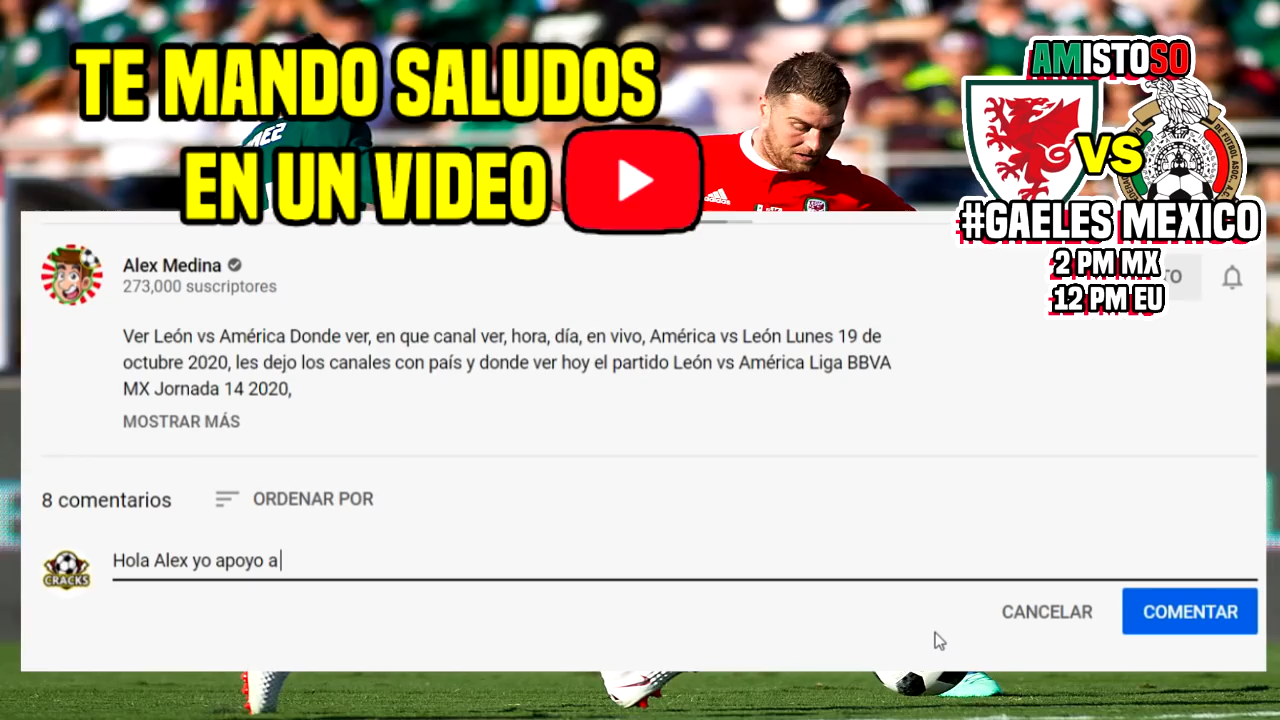 TE MANDO SALUDOS
EN UN VIDEO
AMISTOSO
VS
#GAELES MEXICO
2 PM MX
12 PM EU
Alex Medina
273,000 suscriptores
Ver León vs América Donde ver, en que canal ver, hora, día, en vivo, América vs León Lunes 19 de
octubre 2020, les dejo los canales con país y donde ver hoy el partido León vs América Liga BBVA
MX Jornada 14 2020,
MOSTRAR MÁS
8 comentarios
ORDENAR POR
CRACKS
Hola Alex yo apoyo a
CANCELAR
COMENTAR